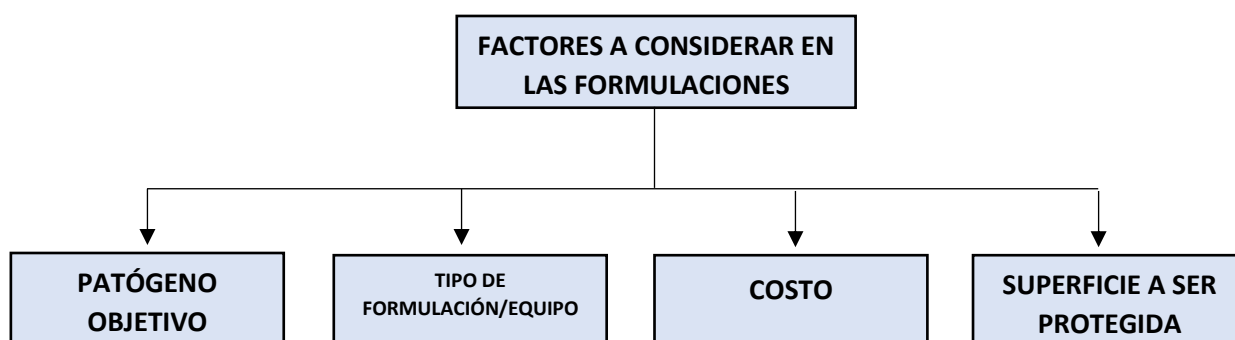 FACTORES A CONSIDERAR EN
LAS FORMULACIONES
PATÓGENO
OBJETIVO
TIPO DE
FORMULACIÓN/EQUIPO
COSTO
SUPERFICIE A SER
PROTEGIDA